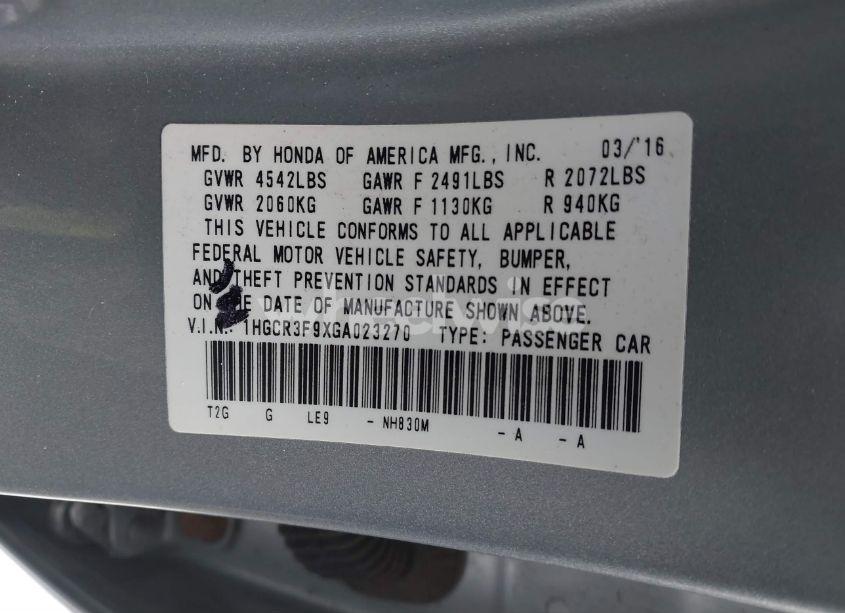 MFD. BY HONDA OF AMERICA MFG., INC. 03/'16
GVWR 4542LBS GAWR F 2491LBS R 2072LBS
GVWR 2060KG GAWR F 1130KG R 940KG
THIS VEHICLE CONFORMS TO ALL APPLICABLE
FEDERAL MOTOR VEHICLE SAFETY, BUMPER,
AND THEFT PREVENTION STANDARDS IN EFFECT
ON THE DATE OF MANUFACTURE SHOWN ABOVE.
V.I.N.: 1HGCR3F9XGA023270 TYPE: PASSENGER CAR
T2G G LE9 - NH830M - A - A